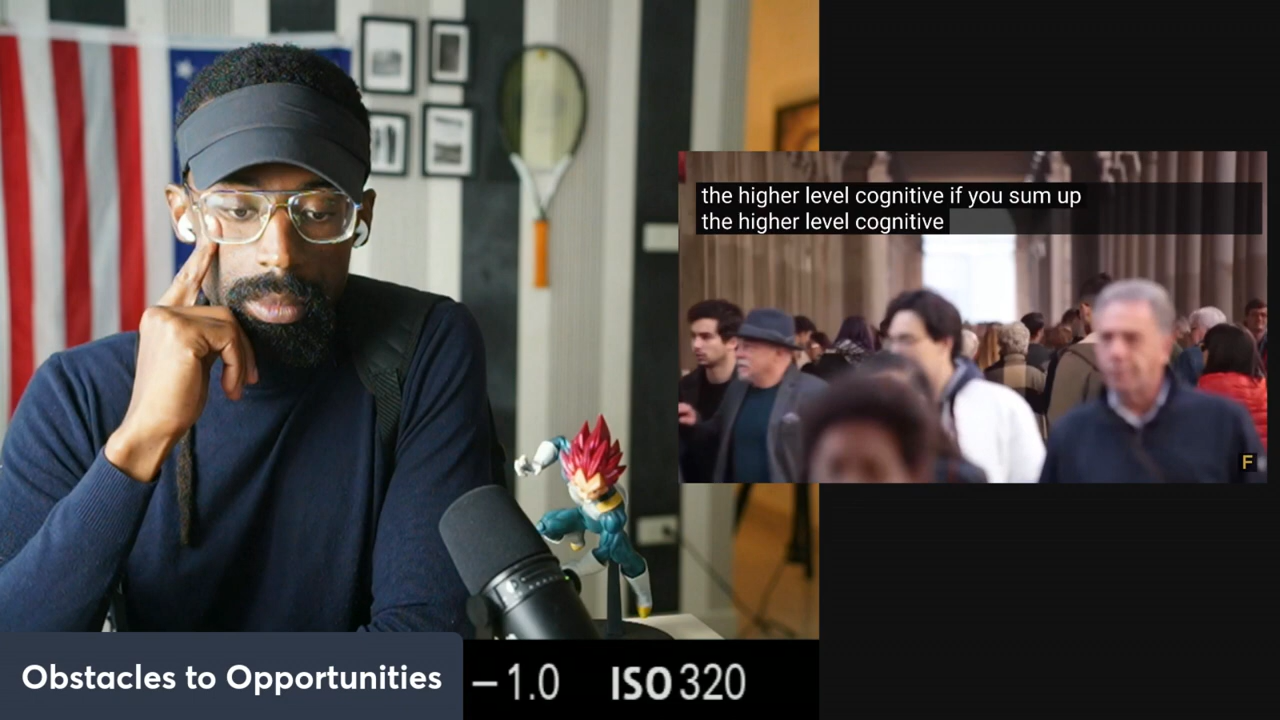 the higher level cognitive if you sum up
the higher level cognitive
F
Obstacles to Opportunities
– 1.0 ISO 320